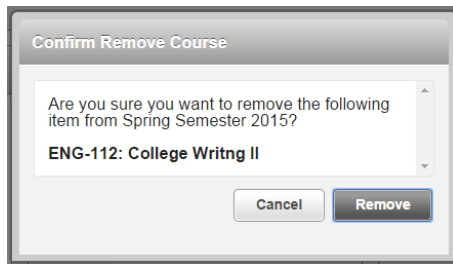 Confirm Remove Course
Are you sure you want to remove the following
item from Spring Semester 2015?
ENG-112: College Writng II
Cancel
Remove